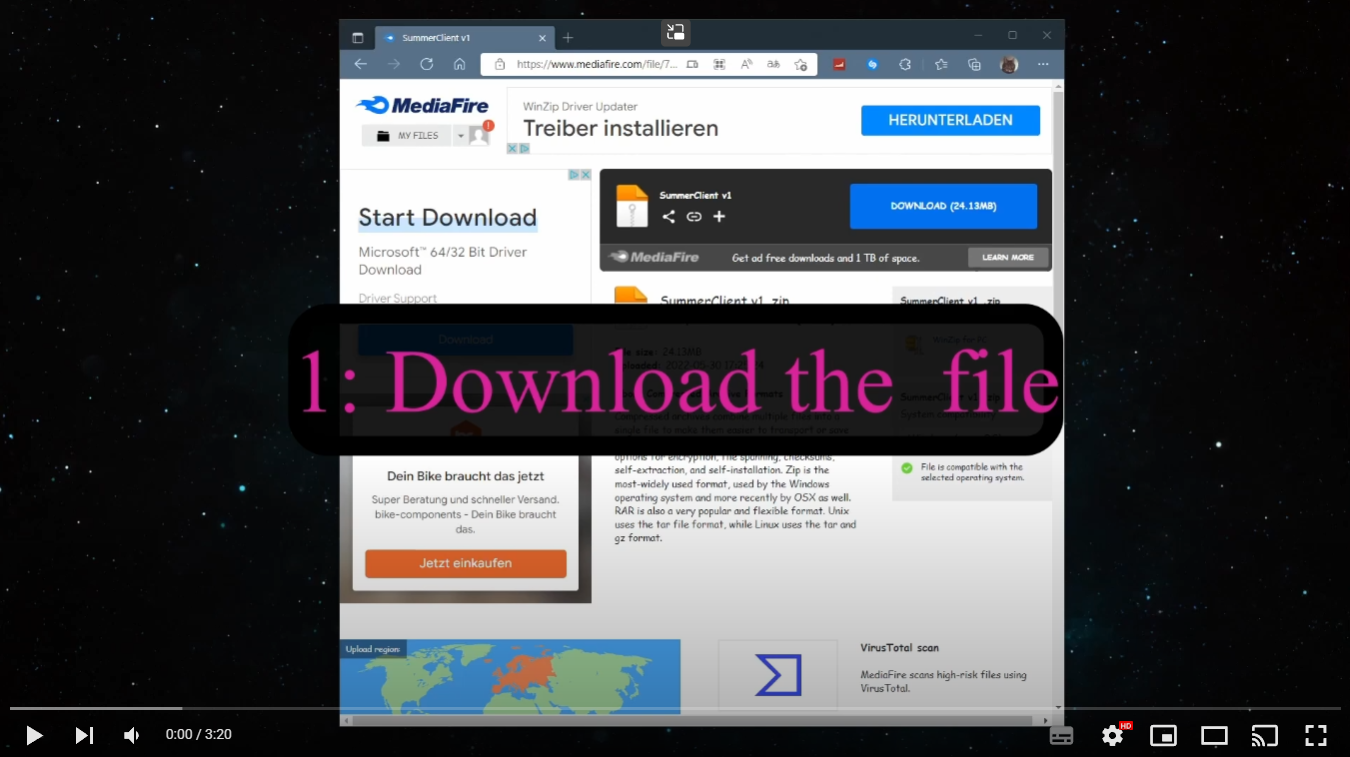 SummerClient v1
https://www.mediafire.com/file/7...
MediaFire
MY FILES
!
WinZip Driver Updater
Treiber installieren
HERUNTERLADEN
Start Download
Microsoft™ 64/32 Bit Driver
Download
Driver Support
Download
SummerClient v1
DOWNLOAD (24.13MB)
MediaFire
Get ad free downloads and 1 TB of space.
LEARN MORE
SummerClient v1 .zip
SummerClient v1 .zip
1: Download the file
options for encryption, file spanning, checksums,
self-extraction, and self-installation. Zip is the
most-widely used format, used by the Windows
operating system and more recently by OSX as well.
RAR is also a very popular and flexible format. Unix
uses the tar file format, while Linux uses the tar and
gz format.
File is compatible with the
selected operating system.
Dein Bike braucht das jetzt
Super Beratung und schneller Versand.
bike-components - Dein Bike braucht
das.
Jetzt einkaufen
Upload region:
VirusTotal scan
MediaFire scans high-risk files using
VirusTotal.
0:00 / 3:20
HD